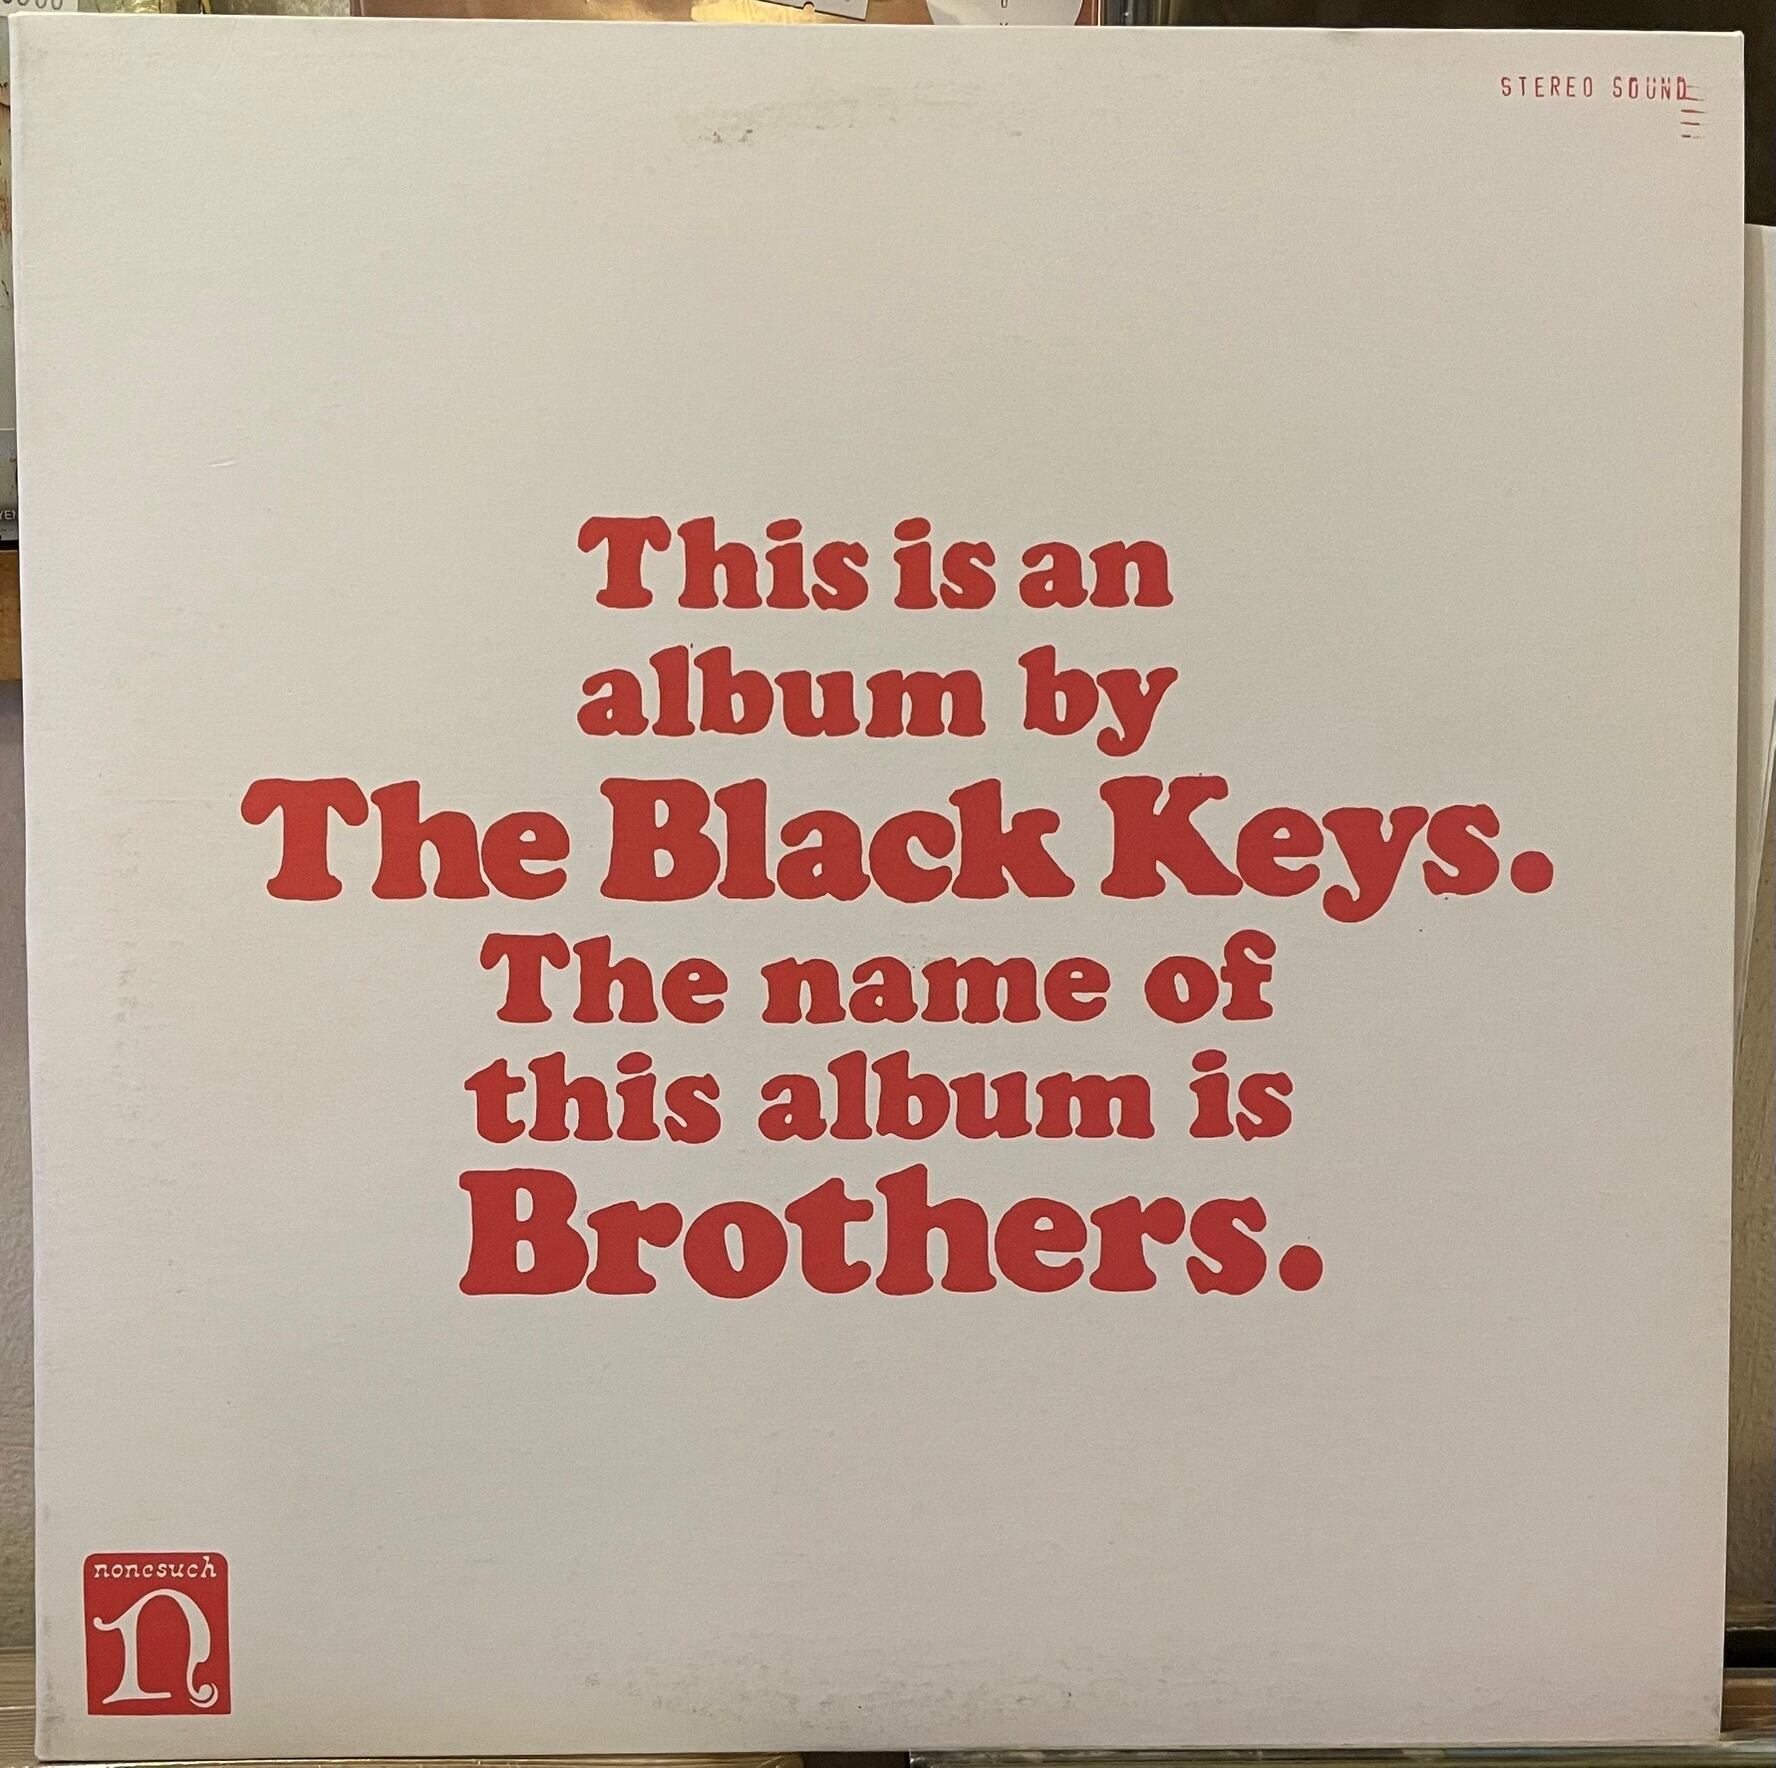 STEREO SOUND
This is an
album by
The Black Keys.
The name of
this album is
Brothers.
nonesuch
n